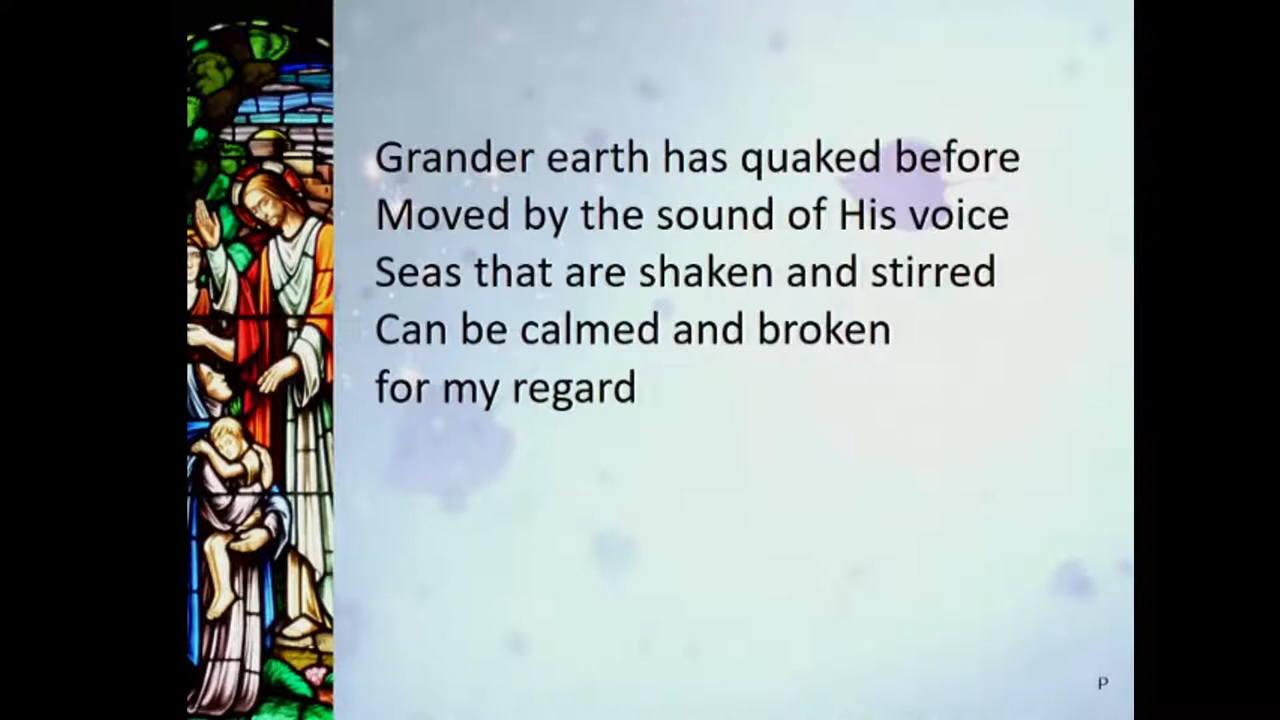 Grander earth has quaked before
Moved by the sound of His voice
Seas that are shaken and stirred
Can be calmed and broken
for my regard
P